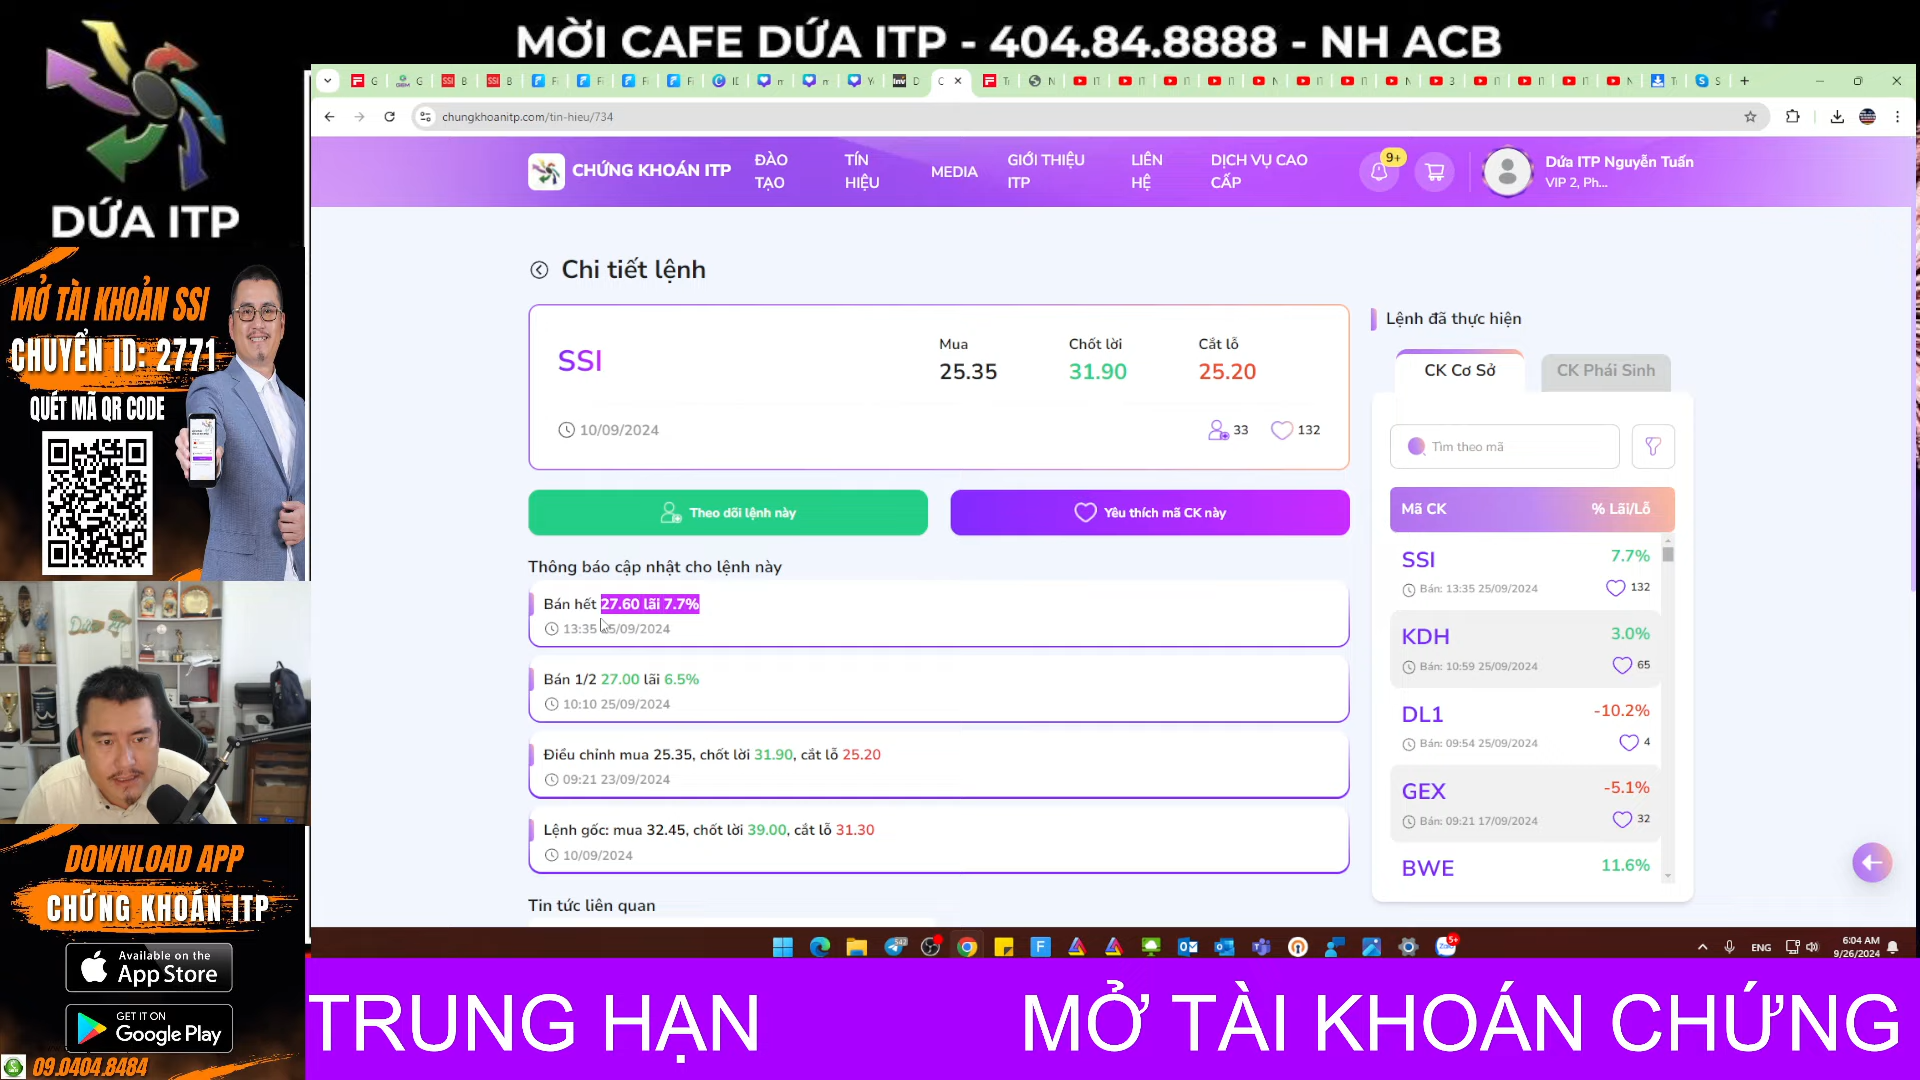 MỜI CAFE DỨA ITP - 404.84.8888 - NH ACB
DỨA ITP
MỞ TÀI KHOẢN SSI
CHUYỂN ID: 2771
QUÉT MÃ QR CODE
DOWNLOAD APP
CHỨNG KHOÁN ITP
Available on the
App Store
GET IT ON
Google Play
09.0404.8484
chungkhoanitp.com/tin-hieu/734
CHỨNG KHOÁN ITP
ĐÀO TẠO
TÍN HIỆU
MEDIA
GIỚI THIỆU ITP
LIÊN HỆ
DỊCH VỤ CAO CẤP
9+
Dứa ITP Nguyễn Tuấn
VIP 2, Ph...
Chi tiết lệnh
SSI
Mua
25.35
Chốt lời
31.90
Cắt lỗ
25.20
10/09/2024
33
132
Theo dõi lệnh này
Yêu thích mã CK này
Thông báo cập nhật cho lệnh này
Bán hết 27.60 lãi 7.7%
13:35 25/09/2024
Bán 1/2 27.00 lãi 6.5%
10:10 25/09/2024
Điều chỉnh mua 25.35, chốt lời 31.90, cắt lỗ 25.20
09:21 23/09/2024
Lệnh gốc: mua 32.45, chốt lời 39.00, cắt lỗ 31.30
10/09/2024
Tin tức liên quan
Lệnh đã thực hiện
CK Cơ Sở
CK Phái Sinh
Tìm theo mã
Mã CK
% Lãi/Lỗ
SSI
7.7%
Bán: 13:35 25/09/2024
132
KDH
3.0%
Bán: 10:59 25/09/2024
65
DL1
-10.2%
Bán: 09:54 25/09/2024
4
GEX
-5.1%
Bán: 09:21 17/09/2024
32
BWE
11.6%
ENG
6:04 AM
9/26/2024
TRUNG HẠN
MỞ TÀI KHOẢN CHỨNG